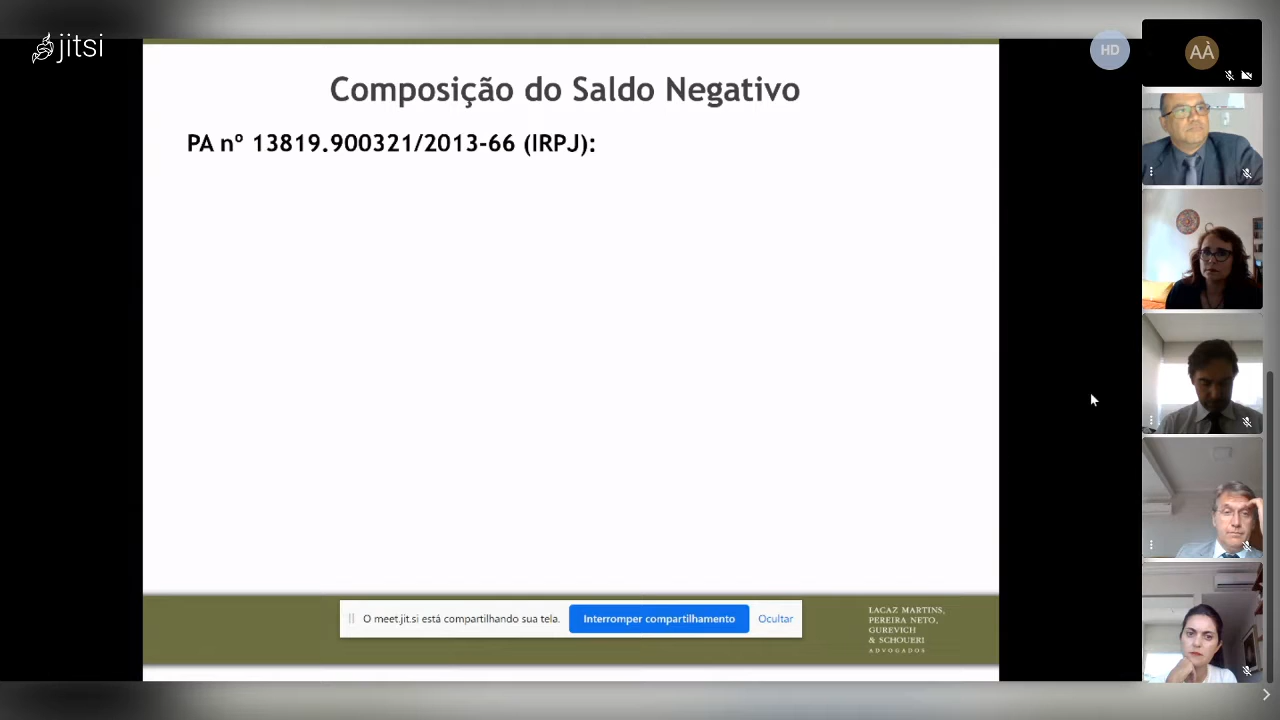 jitsi
HD
AÀ
Composição do Saldo Negativo
PA nº 13819.900321/2013-66 (IRPJ):
O meet.jit.si está compartilhando sua tela.
Interromper compartilhamento
Ocultar
LACAZ MARTINS,
PEREIRA NETO,
GUREVICH
& SCHOUERI
ADVOGADOS